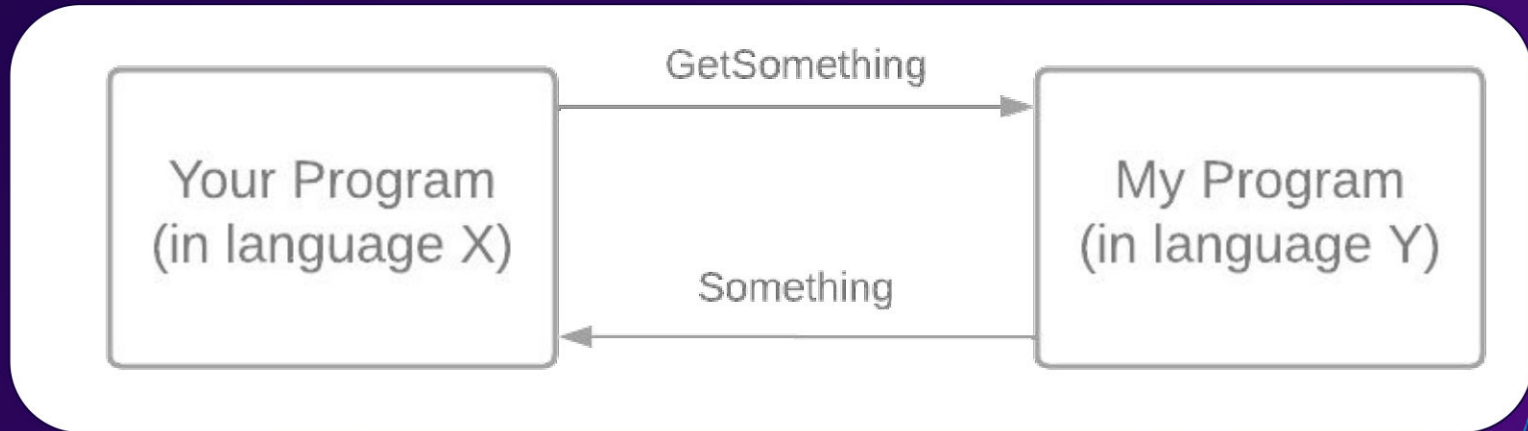 GetSomething
Your Program
(in language X)
My Program
(in language Y)
Something